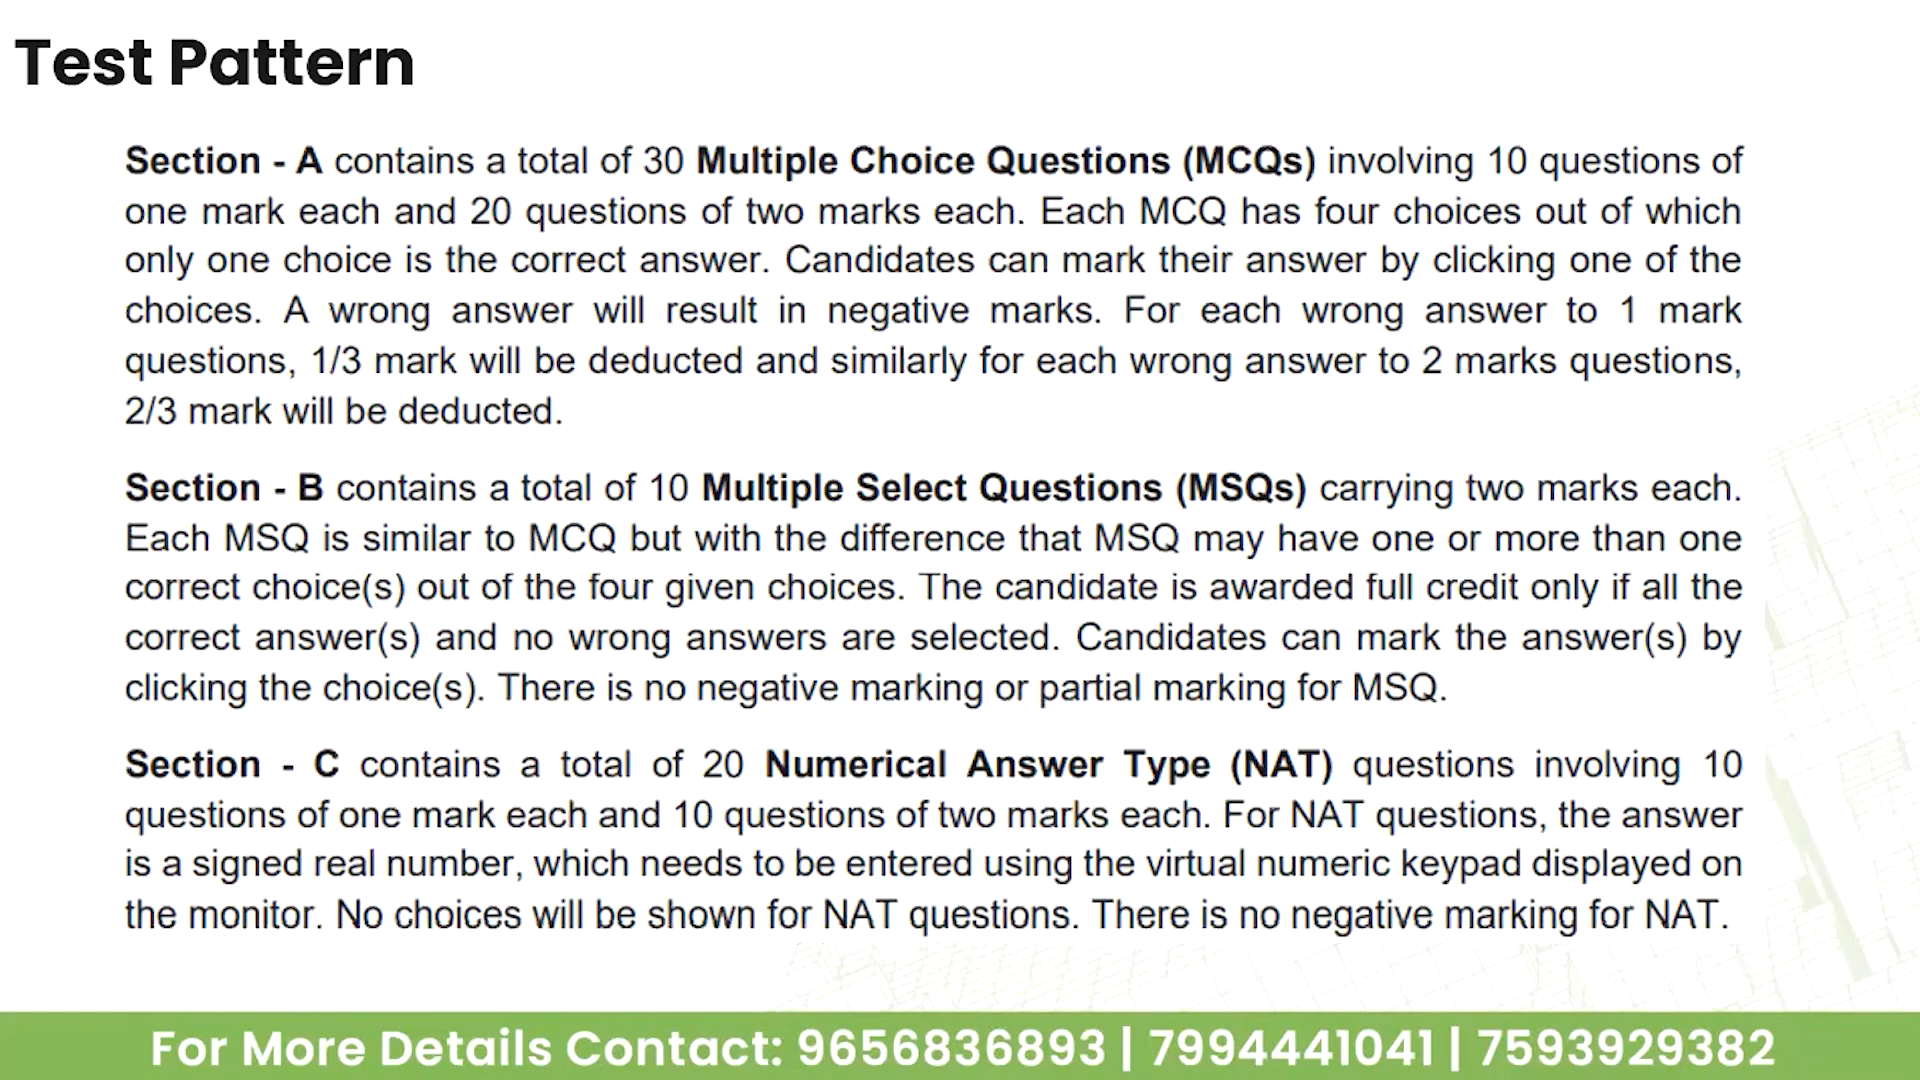 Test Pattern
Section - A contains a total of 30 Multiple Choice Questions (MCQs) involving 10 questions of
one mark each and 20 questions of two marks each. Each MCQ has four choices out of which
only one choice is the correct answer. Candidates can mark their answer by clicking one of the
choices. A wrong answer will result in negative marks. For each wrong answer to 1 mark
questions, 1/3 mark will be deducted and similarly for each wrong answer to 2 marks questions,
2/3 mark will be deducted.
Section - B contains a total of 10 Multiple Select Questions (MSQs) carrying two marks each.
Each MSQ is similar to MCQ but with the difference that MSQ may have one or more than one
correct choice(s) out of the four given choices. The candidate is awarded full credit only if all the
correct answer(s) and no wrong answers are selected. Candidates can mark the answer(s) by
clicking the choice(s). There is no negative marking or partial marking for MSQ.
Section - C contains a total of 20 Numerical Answer Type (NAT) questions involving 10
questions of one mark each and 10 questions of two marks each. For NAT questions, the answer
is a signed real number, which needs to be entered using the virtual numeric keypad displayed on
the monitor. No choices will be shown for NAT questions. There is no negative marking for NAT.
For More Details Contact: 9656836893 | 7994441041 | 7593929382